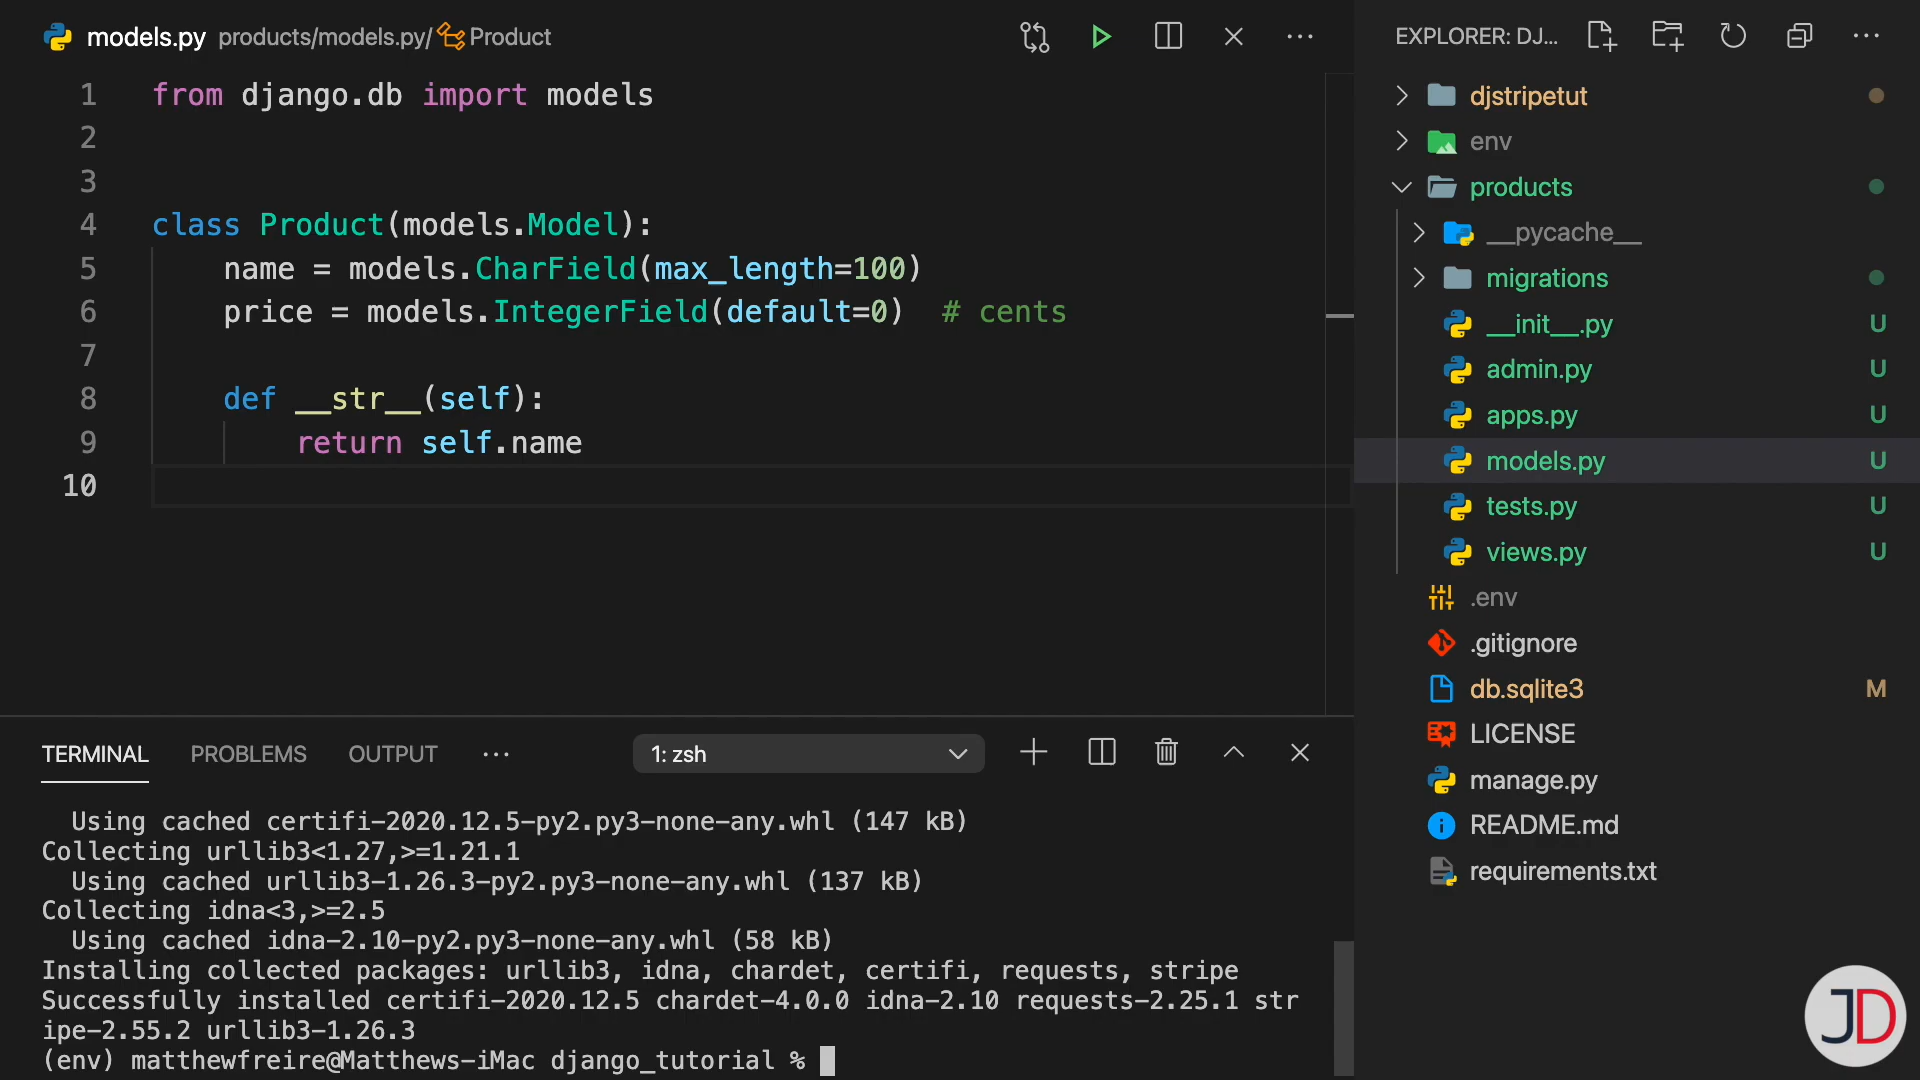 models.py products/models.py/ Product
1 from django.db import models
2
3
4 class Product(models.Model):
5     name = models.CharField(max_length=100)
6     price = models.IntegerField(default=0)  # cents
7
8     def __str__(self):
9         return self.name
10
TERMINAL PROBLEMS OUTPUT ··· 1: zsh
  Using cached certifi-2020.12.5-py2.py3-none-any.whl (147 kB)
Collecting urllib3<1.27,>=1.21.1
  Using cached urllib3-1.26.3-py2.py3-none-any.whl (137 kB)
Collecting idna<3,>=2.5
  Using cached idna-2.10-py2.py3-none-any.whl (58 kB)
Installing collected packages: urllib3, idna, chardet, certifi, requests, stripe
Successfully installed certifi-2020.12.5 chardet-4.0.0 idna-2.10 requests-2.25.1 str
ipe-2.55.2 urllib3-1.26.3
(env) matthewfreire@Matthews-iMac django_tutorial %
EXPLORER: DJ...
djstripetut
env
products
__pycache__
migrations
__init__.py U
admin.py U
apps.py U
models.py U
tests.py U
views.py U
.env
.gitignore
db.sqlite3 M
LICENSE
manage.py
README.md
requirements.txt
JD